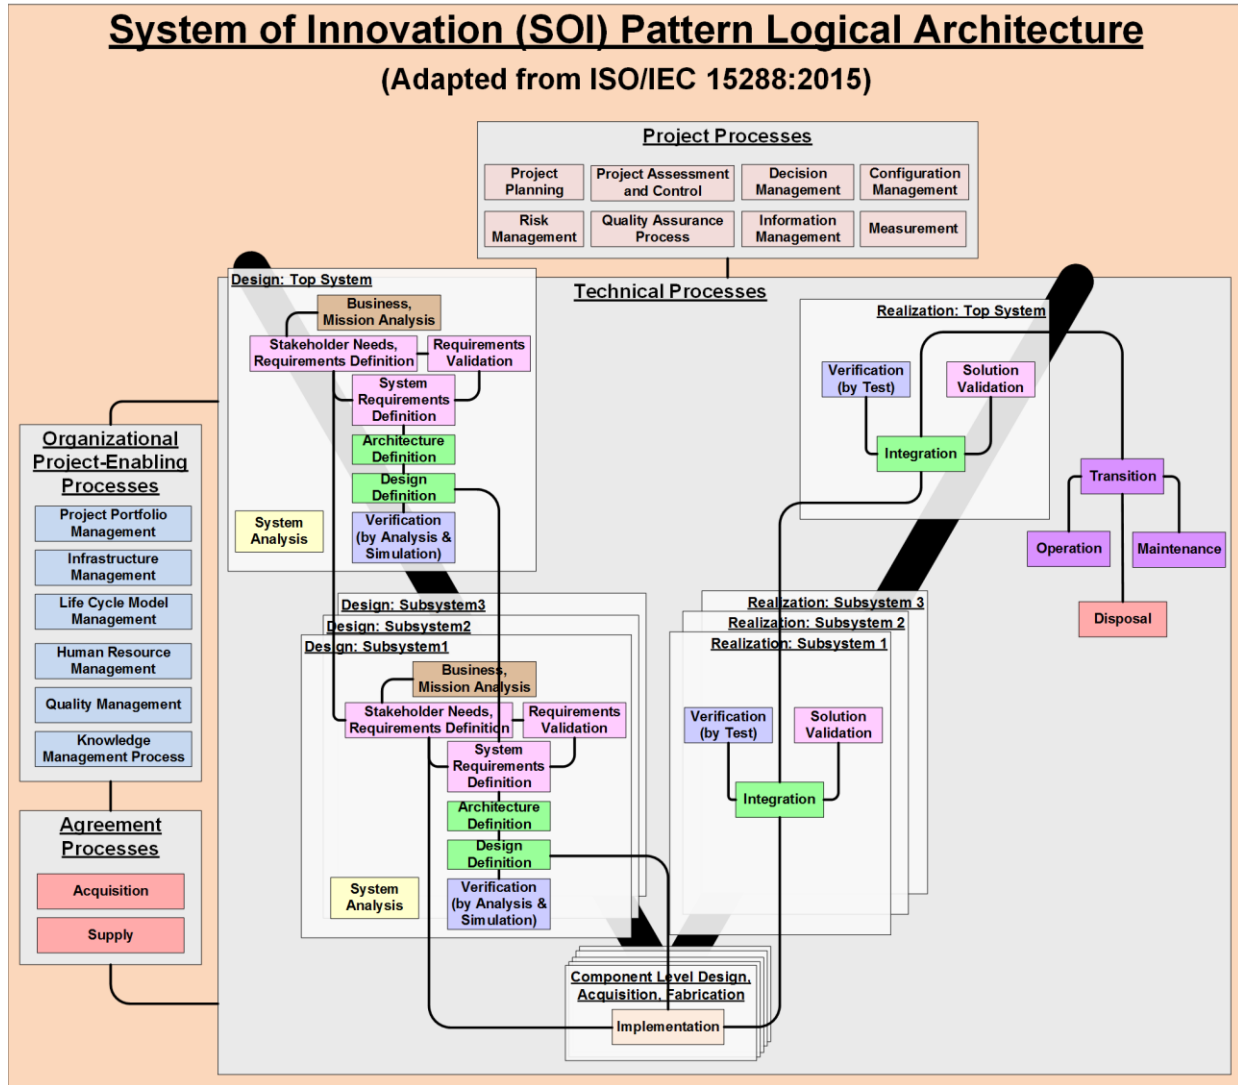 System of Innovation (SOI) Pattern Logical Architecture
(Adapted from ISO/IEC 15288:2015)
Project Processes
Project
Planning
Project Assessment
and Control
Decision
Management
Configuration
Management
Risk
Management
Quality Assurance
Process
Information
Management
Measurement
Technical Processes
Design: Top System
Business,
Mission Analysis
Stakeholder Needs,
Requirements Definition
Requirements
Validation
System
Requirements
Definition
Architecture
Definition
Design
Definition
System
Analysis
Verification
(by Analysis &
Simulation)
Realization: Top System
Verification
(by Test)
Solution
Validation
Integration
Transition
Operation
Maintenance
Disposal
Organizational
Project-Enabling
Processes
Project Portfolio
Management
Infrastructure
Management
Life Cycle Model
Management
Human Resource
Management
Quality Management
Knowledge
Management Process
Agreement
Processes
Acquisition
Supply
Design: Subsystem3
Design: Subsystem2
Design: Subsystem1
Business,
Mission Analysis
Stakeholder Needs,
Requirements Definition
Requirements
Validation
System
Requirements
Definition
Architecture
Definition
Design
Definition
System
Analysis
Verification
(by Analysis &
Simulation)
Realization: Subsystem 3
Realization: Subsystem 2
Realization: Subsystem 1
Verification
(by Test)
Solution
Validation
Integration
Component Level Design,
Acquisition, Fabrication
Implementation